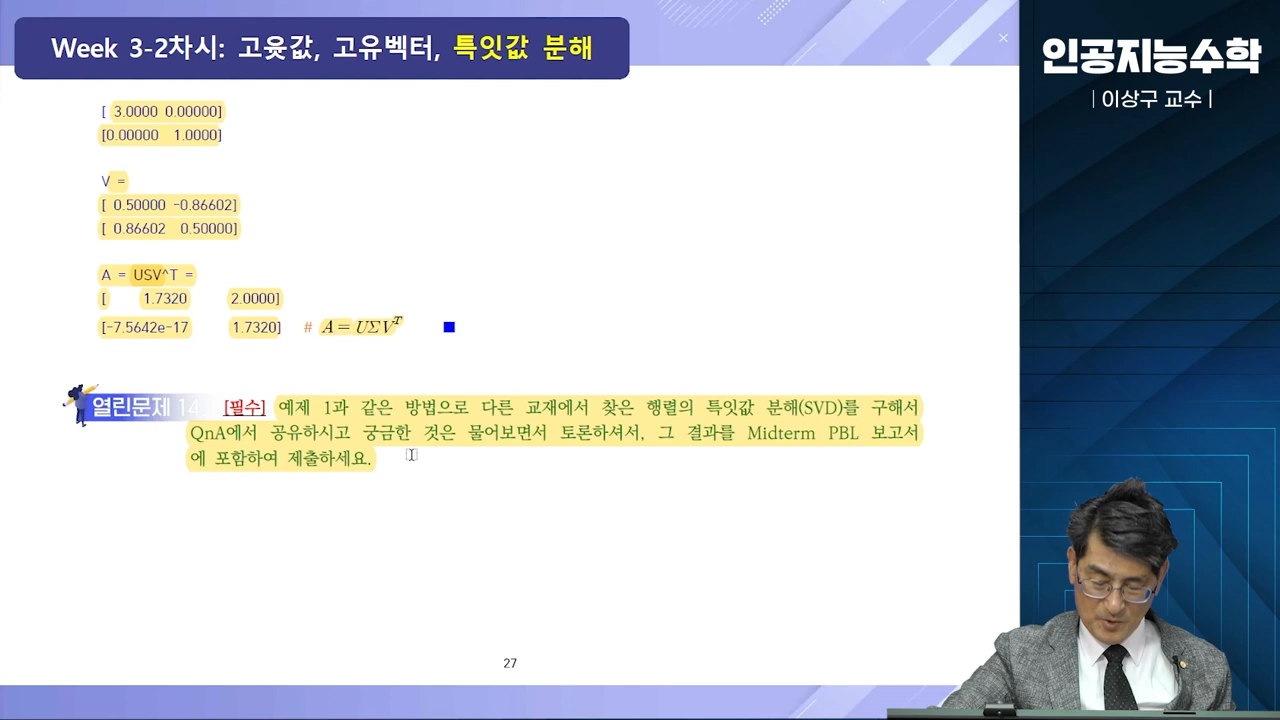 Week 3-2차시: 고윳값, 고유벡터, 특잇값 분해
인공지능수학
| 이상구 교수 |
[ 3.0000 0.00000]
[0.00000 1.0000]
V =
[ 0.50000 -0.86602]
[ 0.86602 0.50000]
A = USV^T =
[ 1.7320 2.0000]
[-7.5642e-17 1.7320] # A = UΣV^T ■
열린문제 14. [필수] 예제 1과 같은 방법으로 다른 교재에서 찾은 행렬의 특잇값 분해(SVD)를 구해서
QnA에서 공유하시고 궁금한 것은 물어보면서 토론하셔서, 그 결과를 Midterm PBL 보고서
에 포함하여 제출하세요.
27